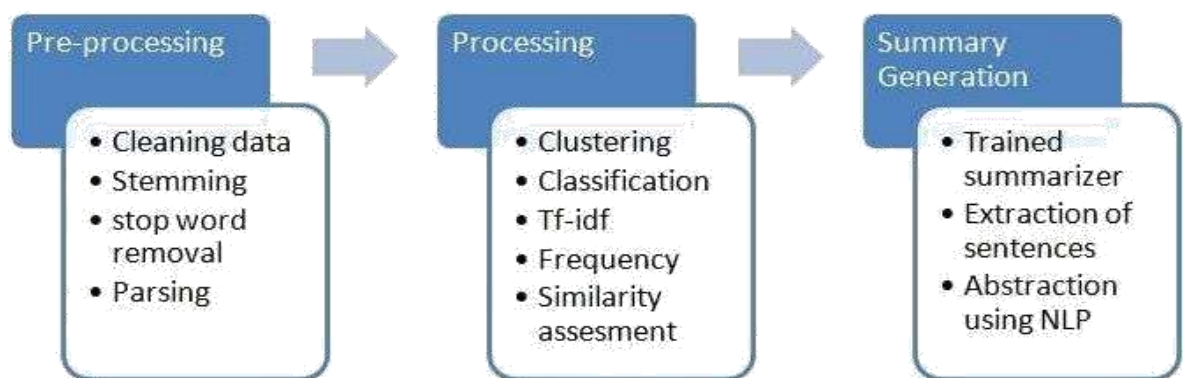 Pre-processing
• Cleaning data
• Stemming
• stop word
removal
• Parsing
Processing
• Clustering
• Classification
• Tf-idf
• Frequency
• Similarity
assesment
Summary
Generation
• Trained
summarizer
• Extraction of
sentences
• Abstraction
using NLP